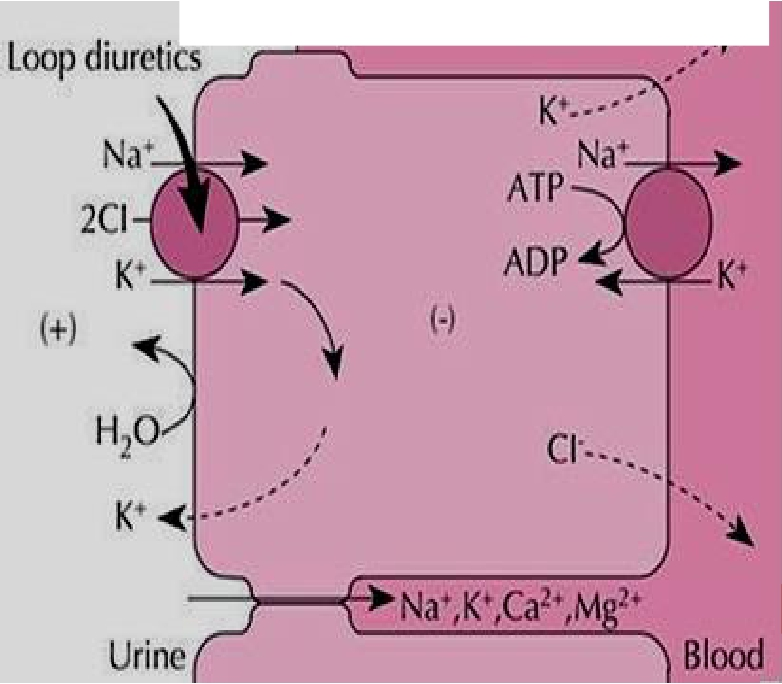 Loop diuretics
K⁺
Na⁺
Na⁺
ATP
2Cl
ADP
K⁺
K⁺
(+)
(-)
H₂O
Cl⁻
K⁺
Na⁺,K⁺,Ca²⁺,Mg²⁺
Urine
Blood